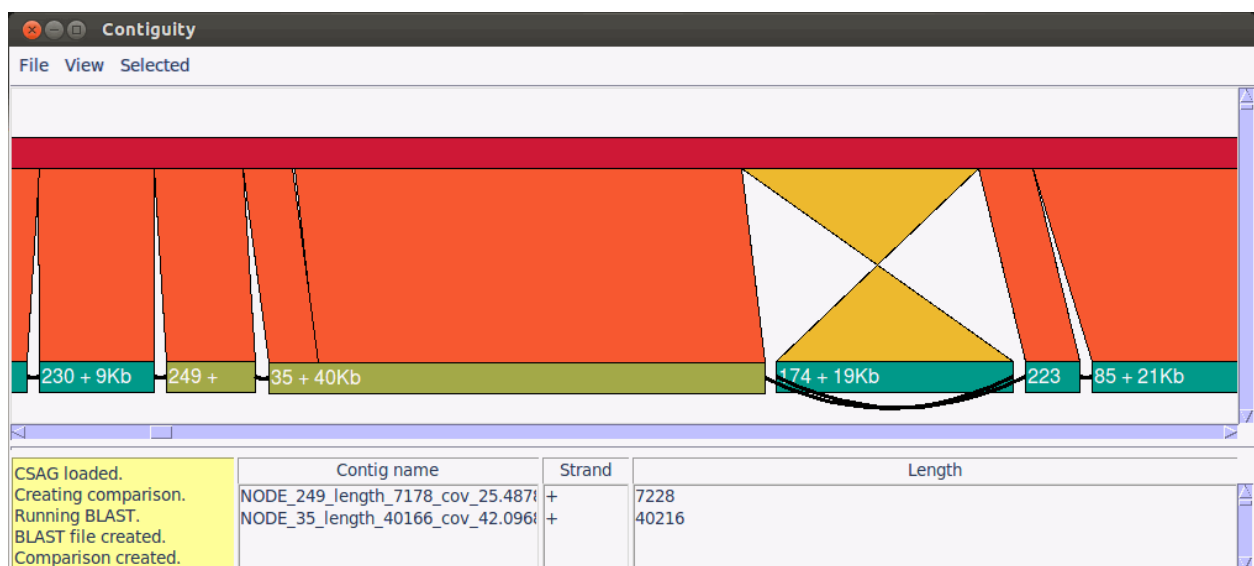 Contiguity
File View Selected
230 + 9Kb 249 + 35 + 40Kb 174 + 19Kb 223 85 + 21Kb
CSAG loaded.
Creating comparison.
Running BLAST.
BLAST file created.
Comparison created.
Contig name Strand Length
NODE_249_length_7178_cov_25.487 + 7228
NODE_35_length_40166_cov_42.096 + 40216